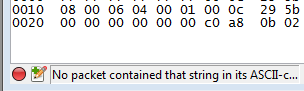 0010 08 00 06 04 00 01 00 0c 29 5b
0020 00 00 00 00 00 00 c0 a8 0b 02
No packet contained that string in its ASCII-c...